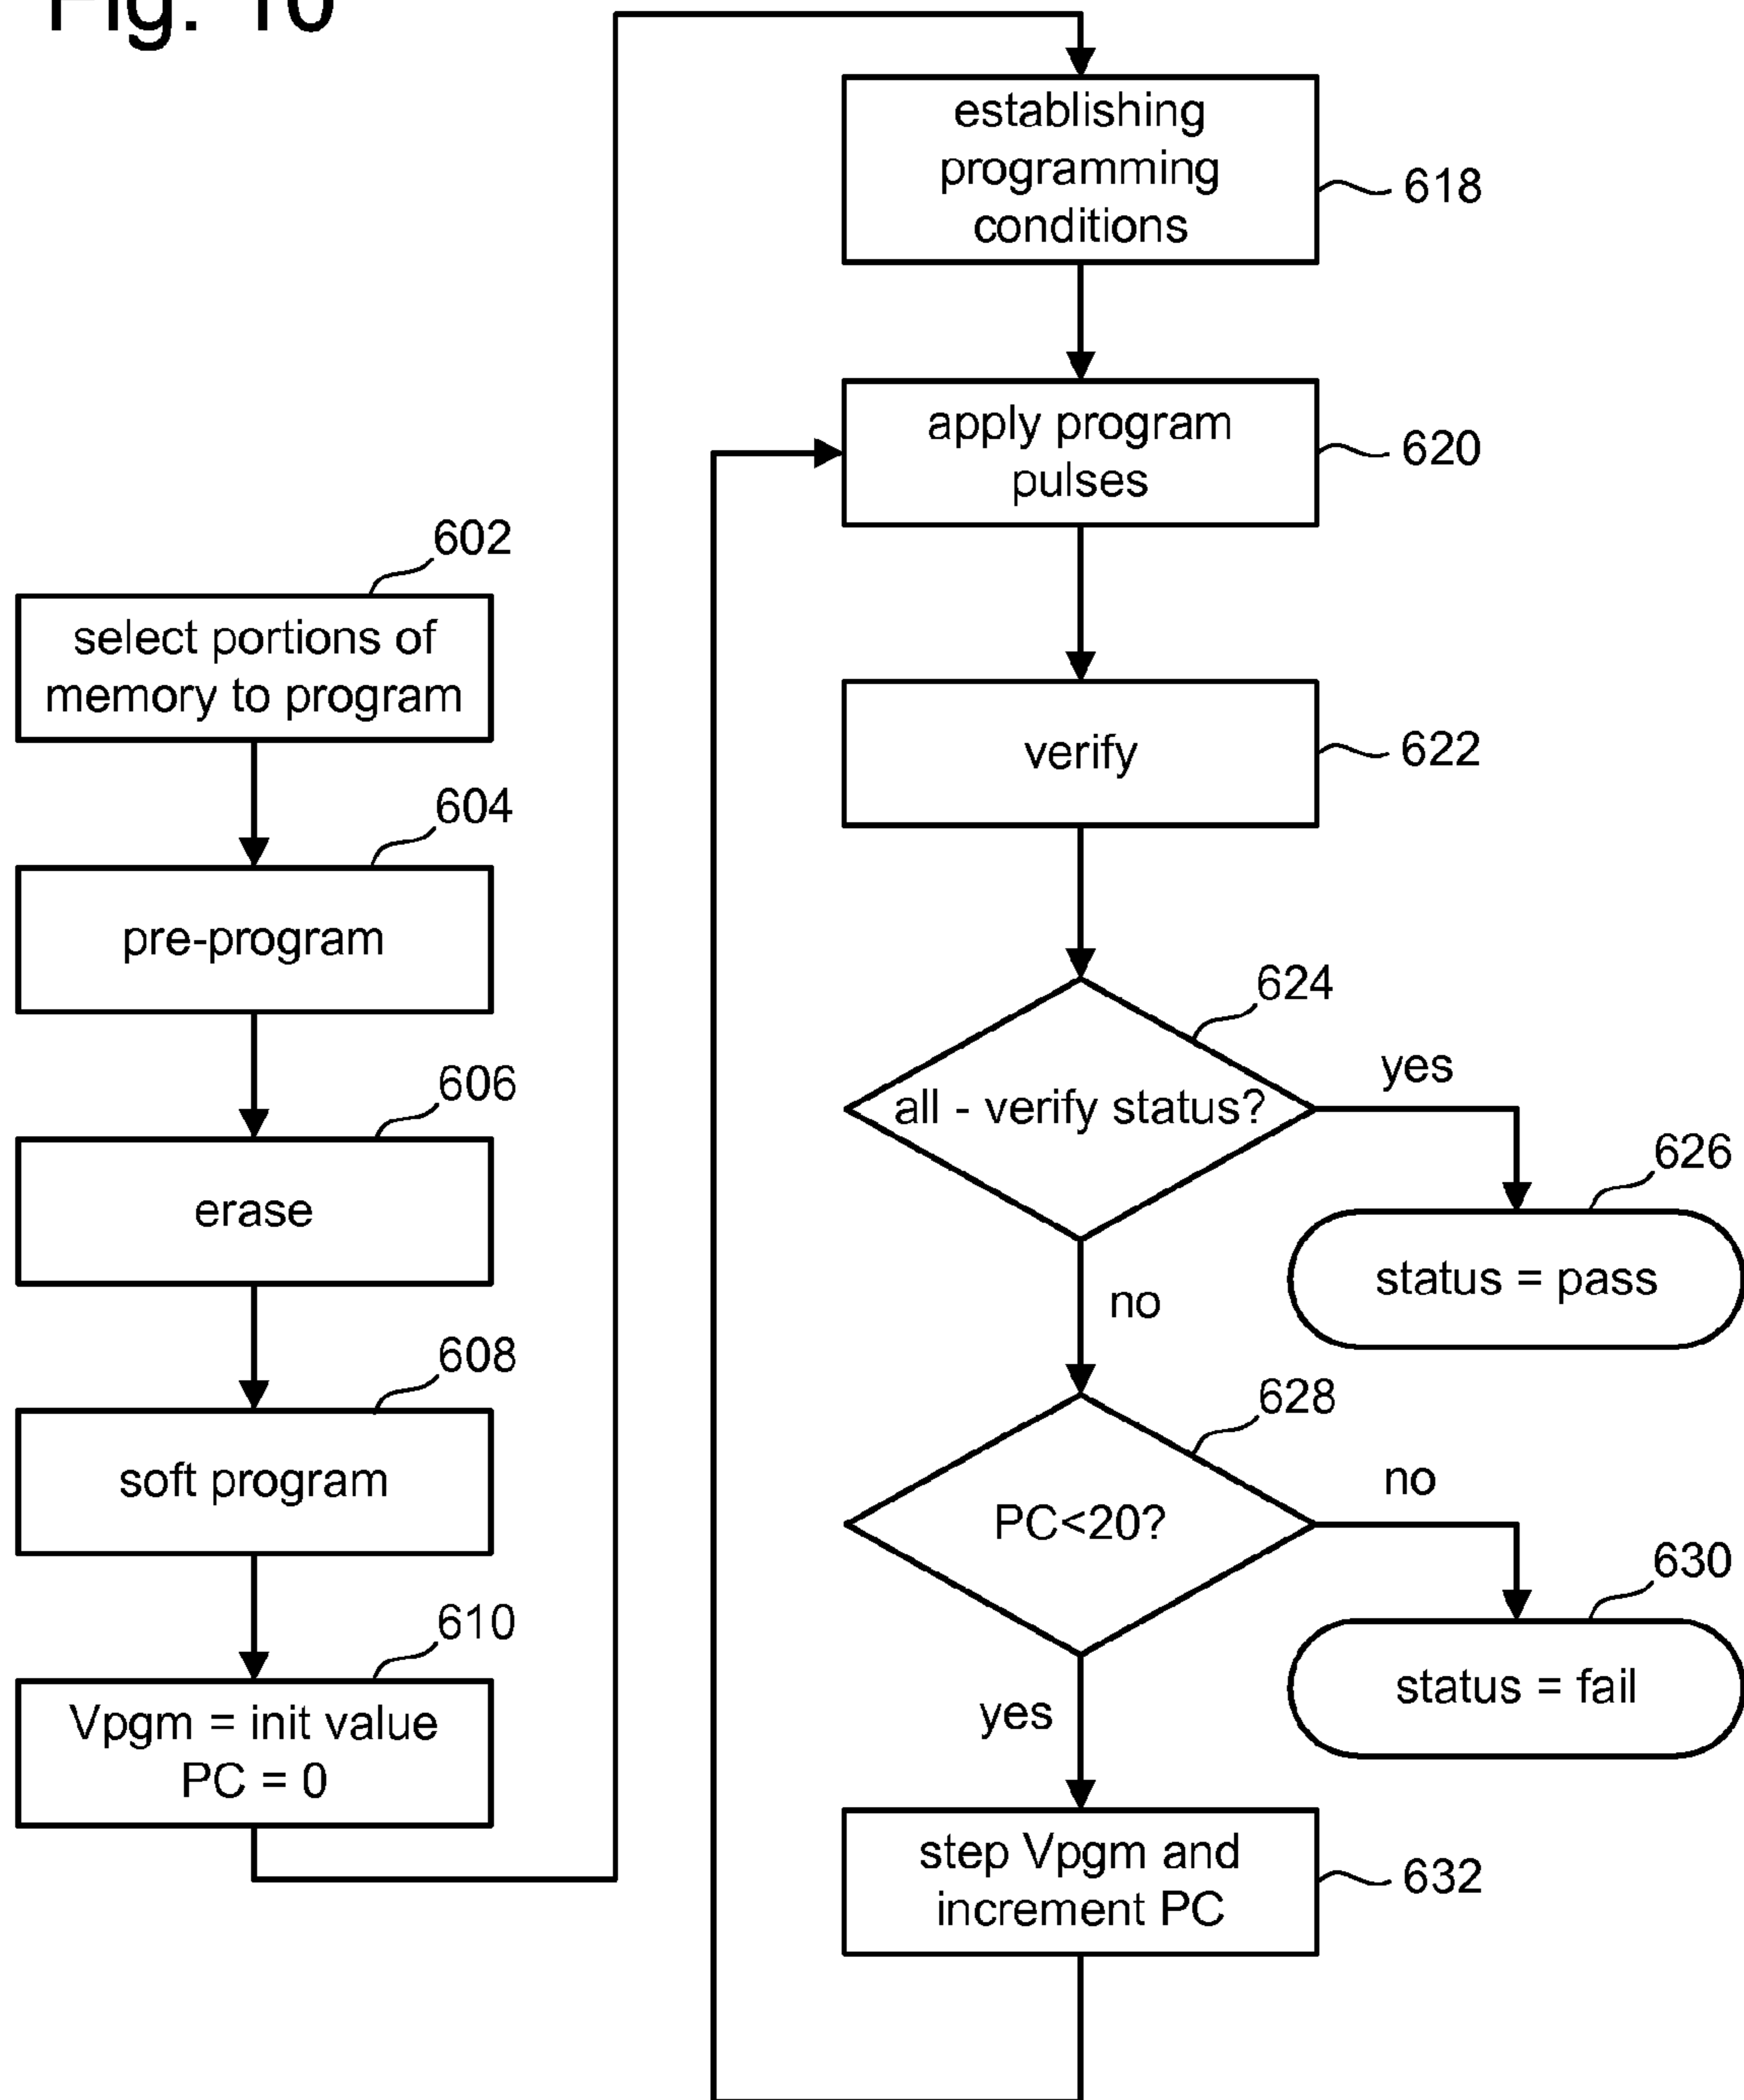 Fig. 10
602
select portions of
memory to program
604
pre-program
606
erase
608
soft program
610
Vpgm = init value
PC = 0
establishing
programming
conditions
618
apply program
pulses
620
verify
622
624
all - verify status?
yes
626
status = pass
no
628
PC<20?
no
630
status = fail
yes
step Vpgm and
increment PC
632